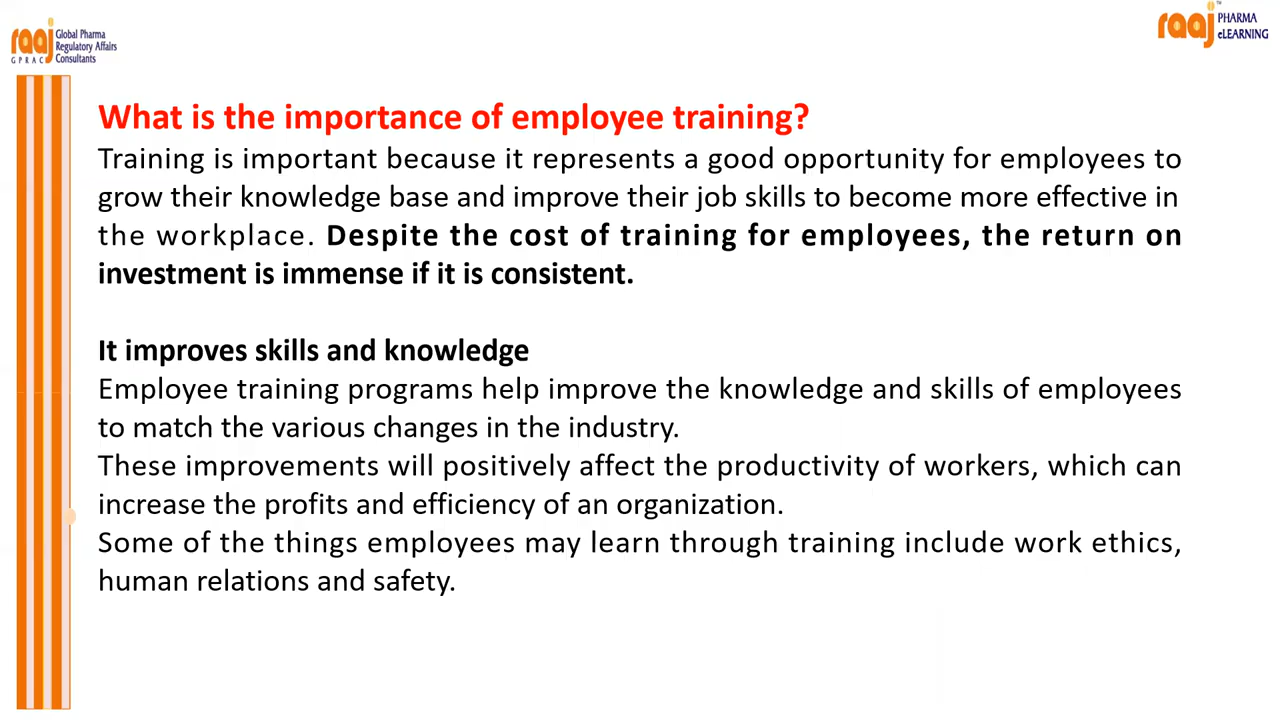 raaj
Global Pharma
Regulatory Affairs
Consultants
GPRAC
raaj
PHARMA
eLEARNING
What is the importance of employee training?
Training is important because it represents a good opportunity for employees to
grow their knowledge base and improve their job skills to become more effective in
the workplace. Despite the cost of training for employees, the return on
investment is immense if it is consistent.
It improves skills and knowledge
Employee training programs help improve the knowledge and skills of employees
to match the various changes in the industry.
These improvements will positively affect the productivity of workers, which can
increase the profits and efficiency of an organization.
Some of the things employees may learn through training include work ethics,
human relations and safety.